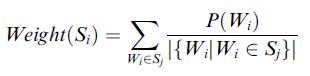 Weight(S_i) = \sum_{W_i \in S_j} \frac{P(W_i)}{|\{W_i | W_i \in S_j\}|}